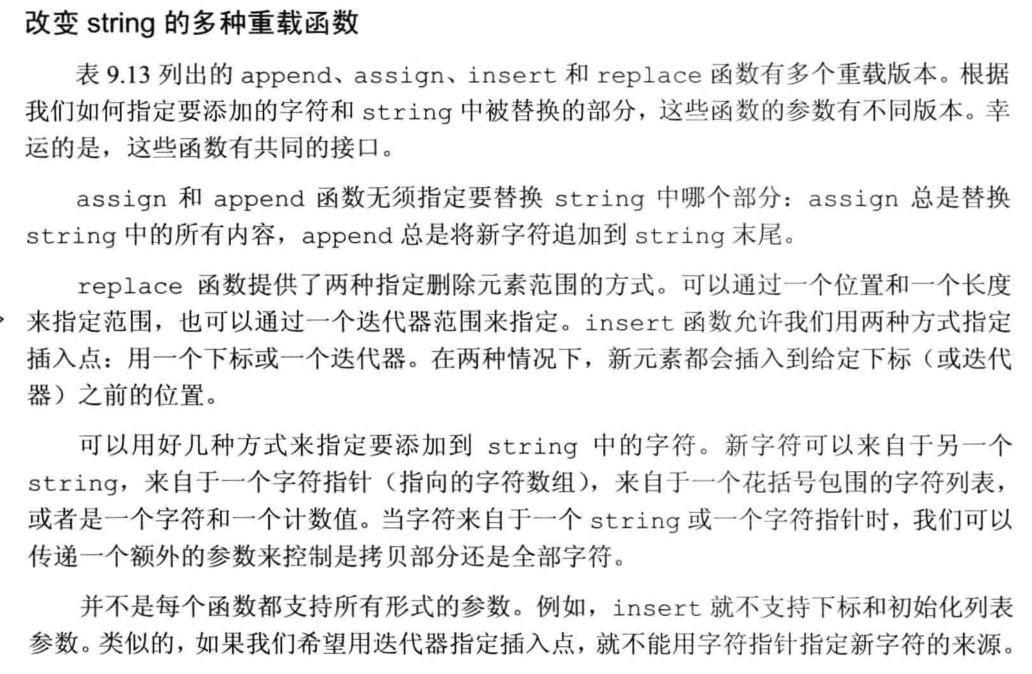 改变 string 的多种重载函数
表 9.13 列出的 append、assign、insert 和 replace 函数有多个重载版本。根据
我们如何指定要添加的字符和 string 中被替换的部分，这些函数的参数有不同版本。幸
运的是，这些函数有共同的接口。
assign 和 append 函数无须指定要替换 string 中哪个部分：assign 总是替换
string 中的所有内容，append 总是将新字符追加到 string 末尾。
replace 函数提供了两种指定删除元素范围的方式。可以通过一个位置和一个长度
来指定范围，也可以通过一个迭代器范围来指定。insert 函数允许我们用两种方式指定
插入点：用一个下标或一个迭代器。在两种情况下，新元素都会插入到给定下标（或迭代
器）之前的位置。
可以用好几种方式来指定要添加到 string 中的字符。新字符可以来自于另一个
string，来自于一个字符指针（指向的字符数组），来自于一个花括号包围的字符列表，
或者是一个字符和一个计数值。当字符来自于一个 string 或一个字符指针时，我们可以
传递一个额外的参数来控制是拷贝部分还是全部字符。
并不是每个函数都支持所有形式的参数。例如，insert 就不支持下标和初始化列表
参数。类似的，如果我们希望用迭代器指定插入点，就不能用字符指针指定新字符的来源。